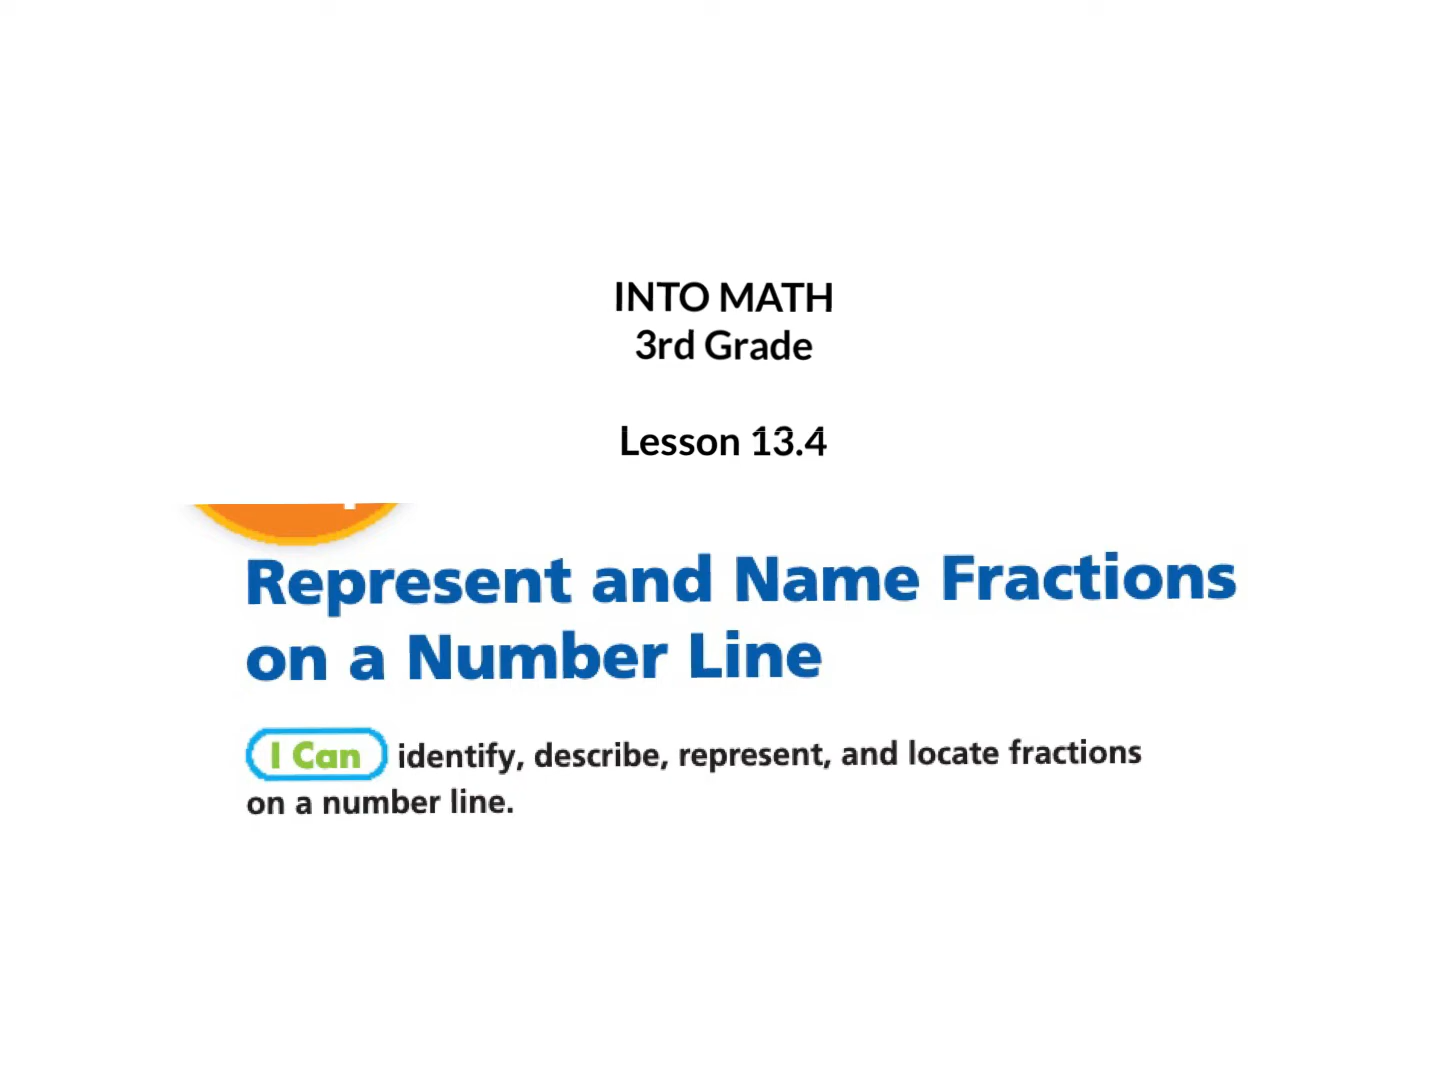 INTO MATH
3rd Grade
Lesson 13.4
Represent and Name Fractions
on a Number Line
I Can identify, describe, represent, and locate fractions
on a number line.